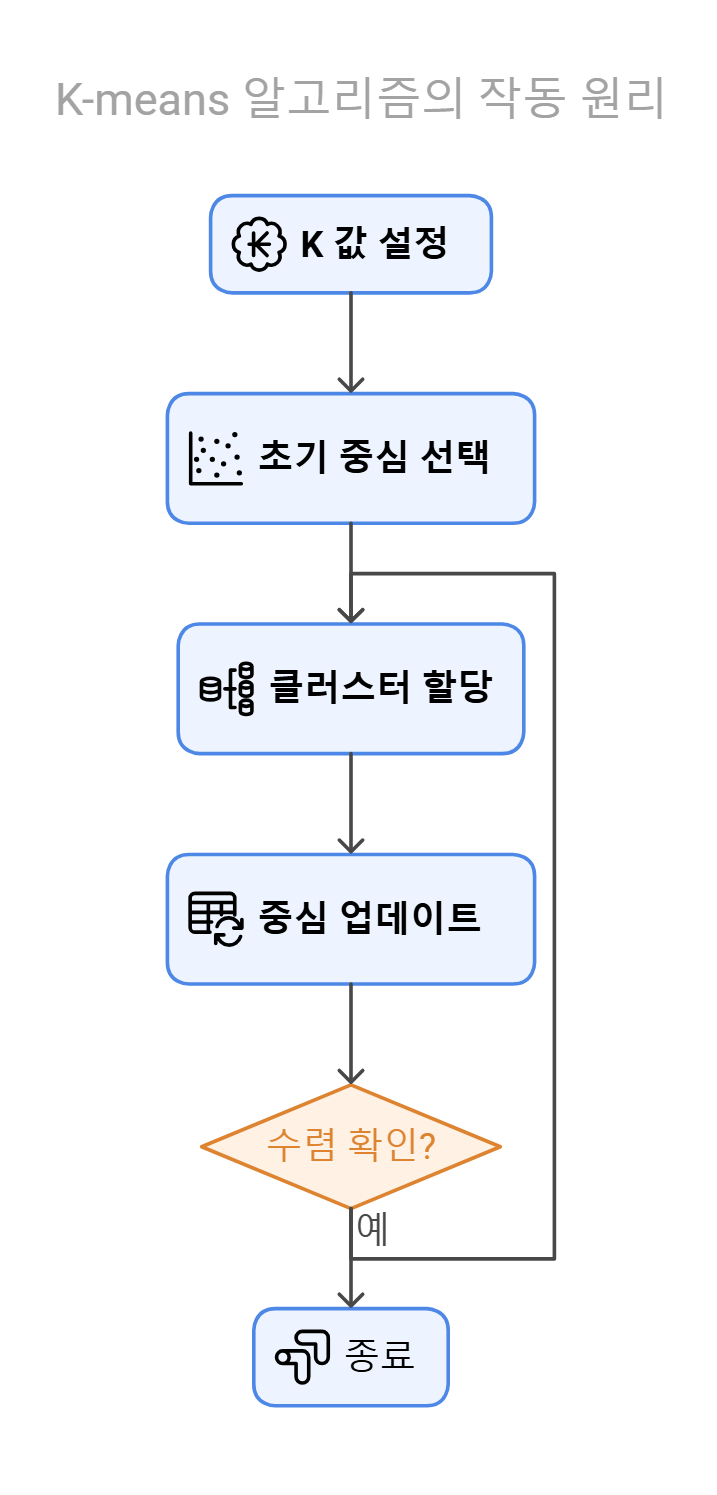 K-means 알고리즘의 작동 원리
K 값 설정
초기 중심 선택
클러스터 할당
중심 업데이트
수렴 확인?
예
종료